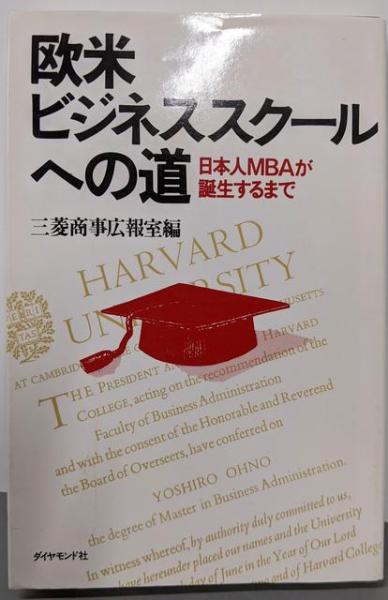 欧米
ビジネススクール
への道
日本人MBAが
誕生するまで
三菱商事広報室編
HARVARD
UNIVERSITY
AT CAMBRIDGE
THE PRESIDENT AN HARVARD
COLLEGE, acting on the recommendation of the
Faculty of Business Administration
and with the consent of the Honorable and Reverend
the Board of Overseers, have conferred on
YOSHIRO OHNO
the degree of Master in Business Administration.
In witness whereof, by authority duly committed to us,
have hereunder placed our names and the University
day of June in the Year of Our Lord
and of Harvard College
ダイヤモンド社